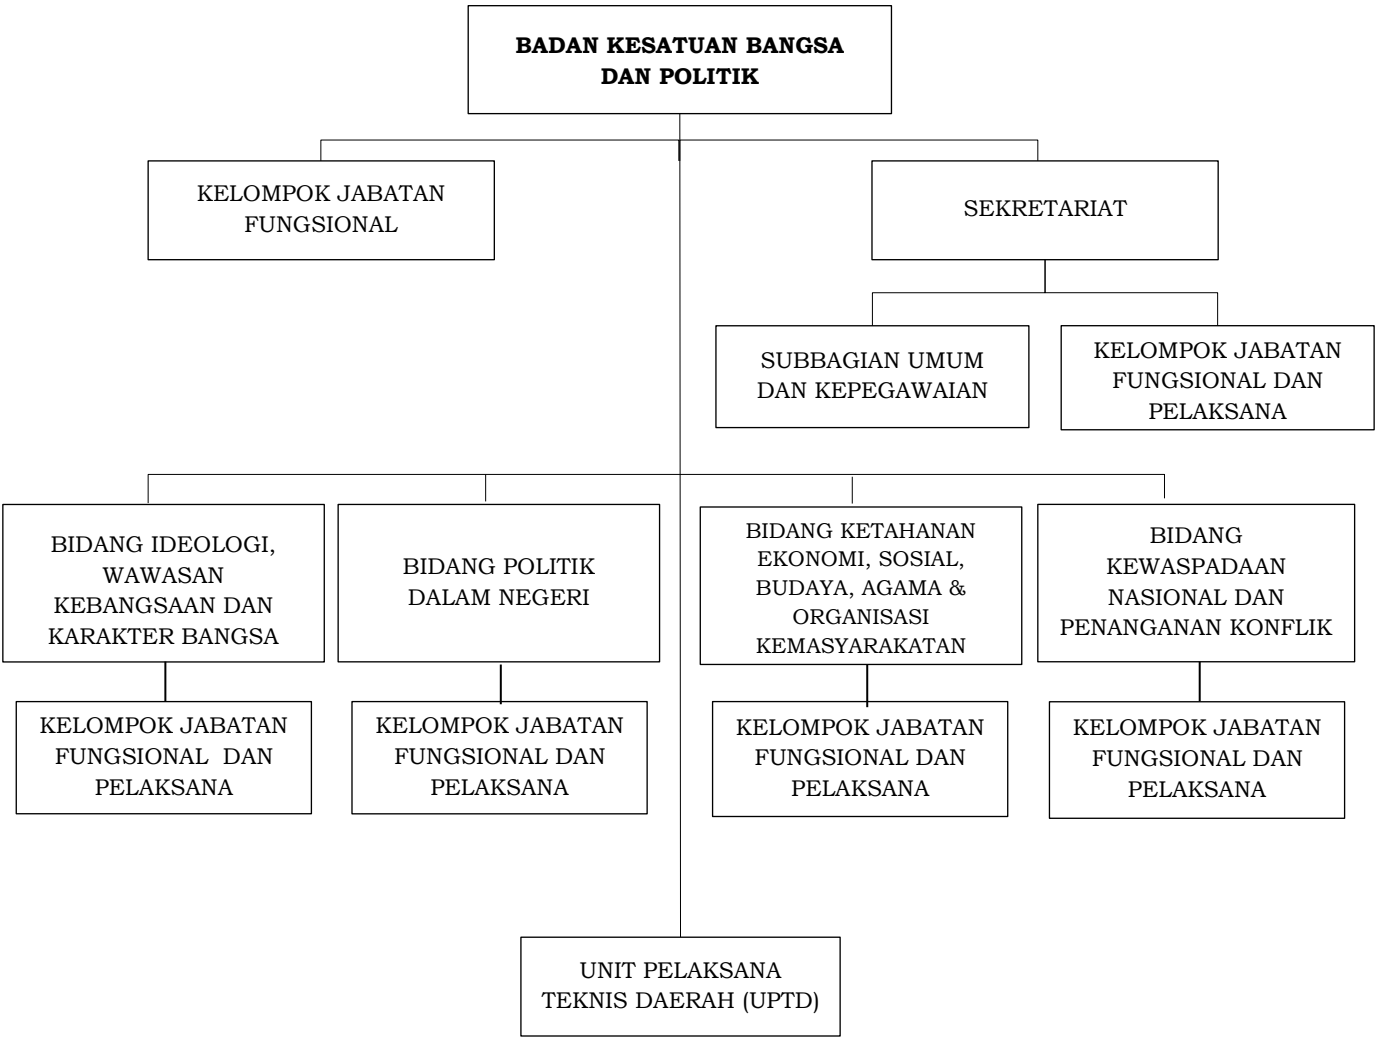 BADAN KESATUAN BANGSA
DAN POLITIK
KELOMPOK JABATAN
FUNGSIONAL
SEKRETARIAT
SUBBAGIAN UMUM
DAN KEPEGAWAIAN
KELOMPOK JABATAN
FUNGSIONAL DAN
PELAKSANA
BIDANG IDEOLOGI,
WAWASAN
KEBANGSAAN DAN
KARAKTER BANGSA
BIDANG POLITIK
DALAM NEGERI
BIDANG KETAHANAN
EKONOMI, SOSIAL,
BUDAYA, AGAMA &
ORGANISASI
KEMASYARAKATAN
BIDANG
KEWASPADAAN
NASIONAL DAN
PENANGANAN KONFLIK
KELOMPOK JABATAN
FUNGSIONAL  DAN
PELAKSANA
KELOMPOK JABATAN
FUNGSIONAL DAN
PELAKSANA
KELOMPOK JABATAN
FUNGSIONAL DAN
PELAKSANA
KELOMPOK JABATAN
FUNGSIONAL DAN
PELAKSANA
UNIT PELAKSANA
TEKNIS DAERAH (UPTD)